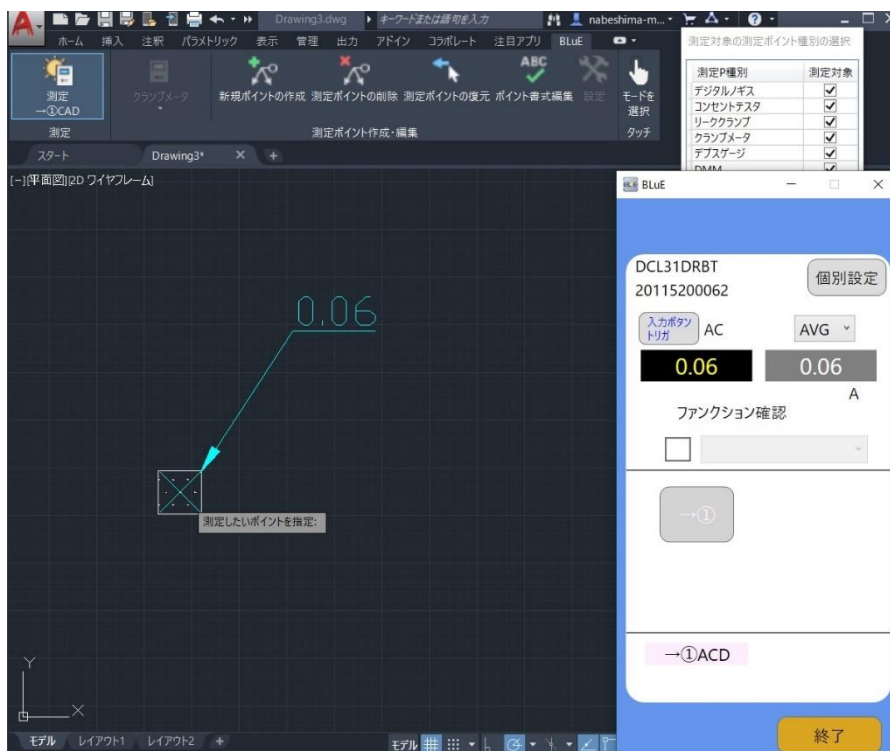 Drawing3.dwg
キーワードまたは語句を入力
nabeshima-m...
ホーム 挿入 注釈 パラメトリック 表示 管理 出力 アドイン コラボレート 注目アプリ BLuE
測定
→①CAD
クランプメータ
新規ポイントの作成 測定ポイントの削除 測定ポイントの復元 ポイント書式編集 設定
モードを
選択
測定 測定ポイント作成・編集 タッチ
スタート Drawing3*
[−][平面図][2D ワイヤフレーム]
0.06
測定したいポイントを指定:
Y
X
モデル レイアウト1 レイアウト2 +
モデル
測定対象の測定ポイント種別の選択
測定P種別 測定対象
デジタルノギス
コンセントテスタ
リーククランプ
クランプメータ
デプスゲージ
DMM
BLuE
DCL31DRBT
20115200062
個別設定
入力ボタン
トリガ
AC
AVG
0.06 0.06
A
ファンクション確認
→①
→①ACD
終了